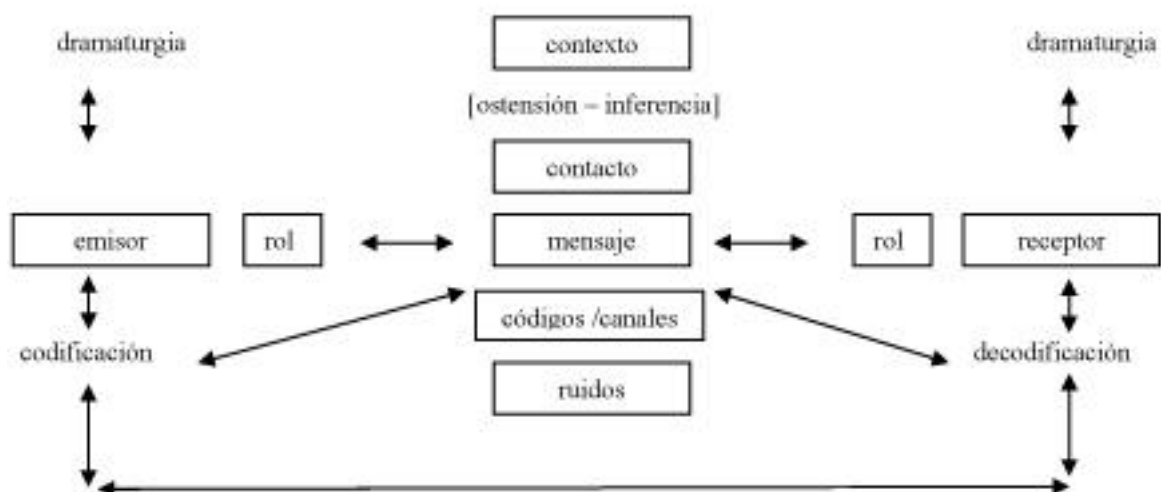 dramaturgia
contexto
dramaturgia
[ostensión – inferencia]
contacto
emisor
rol
mensaje
rol
receptor
códigos /canales
codificación
decodificación
ruidos